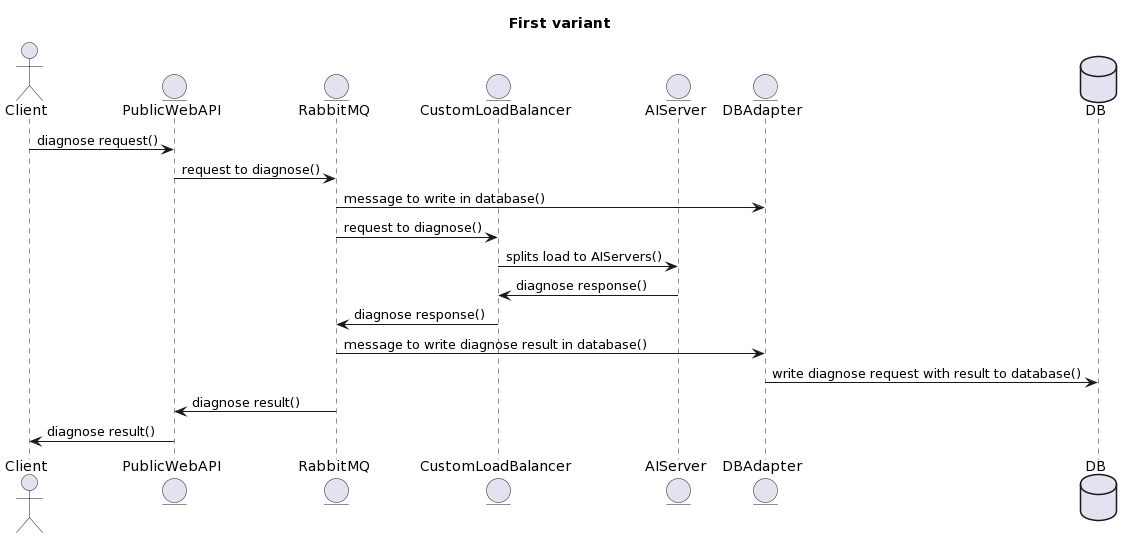 First variant
Client PublicWebAPI RabbitMQ CustomLoadBalancer AIServer DBAdapter DB
diagnose request()
request to diagnose()
message to write in database()
request to diagnose()
splits load to AIServers()
diagnose response()
diagnose response()
message to write diagnose result in database()
write diagnose request with result to database()
diagnose result()
diagnose result()
Client PublicWebAPI RabbitMQ CustomLoadBalancer AIServer DBAdapter DB